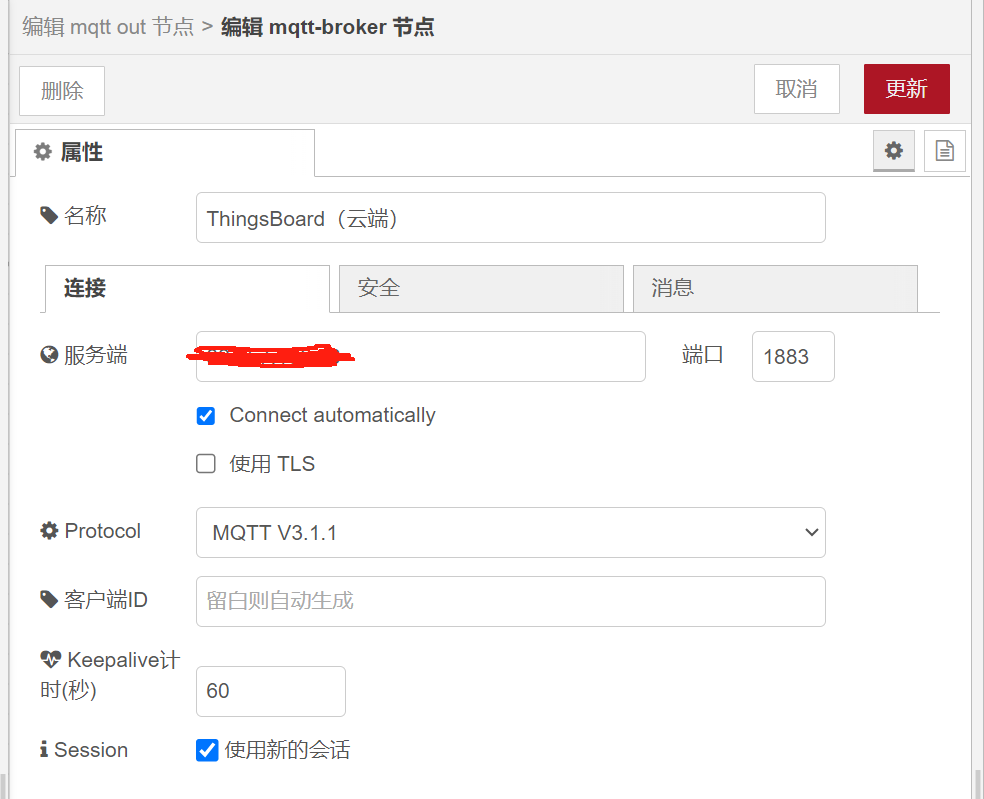 编辑 mqtt out 节点 > 编辑 mqtt-broker 节点
删除 取消 更新
属性
名称 ThingsBoard（云端）
连接 安全 消息
服务端 端口 1883
Connect automatically
使用 TLS
Protocol MQTT V3.1.1
客户端ID 留白则自动生成
Keepalive计
时(秒) 60
Session 使用新的会话